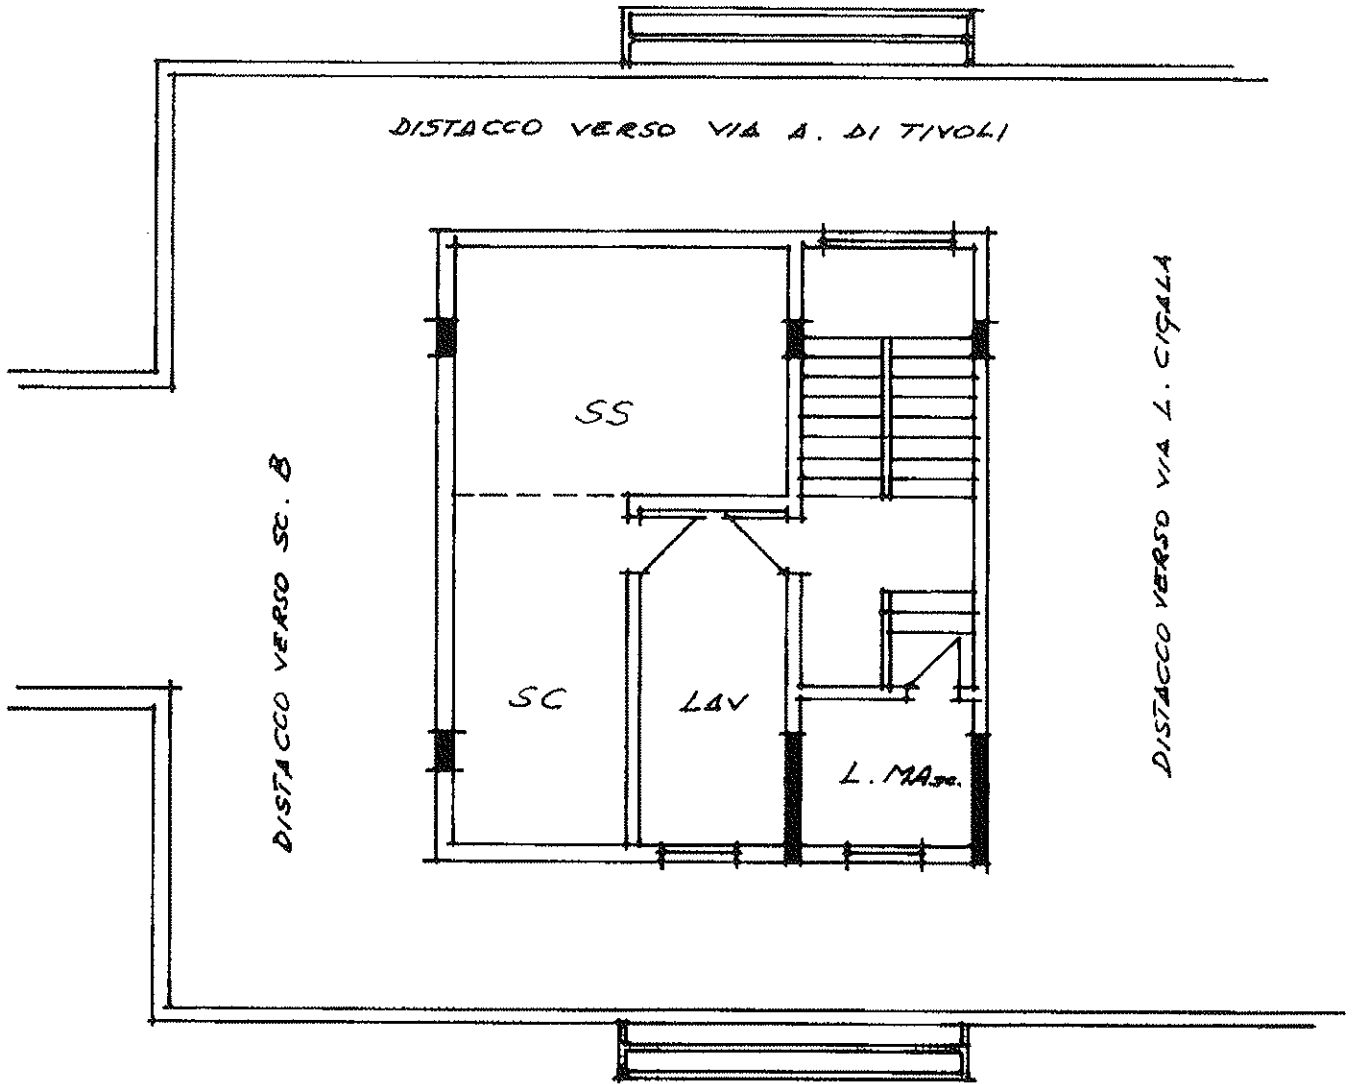 DISTACCO VERSO VIA A. DI TIVOLI
DISTACCO VERSO VIA L. CIGALA
SS
DISTACCO VERSO SC. B
SC
LAV
L. MASC.